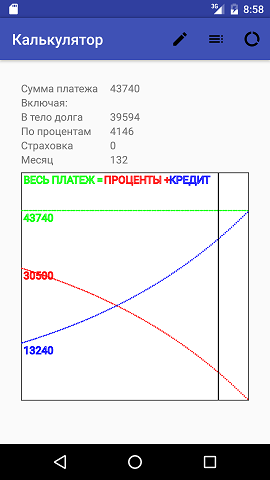 3G 8:58
Калькулятор
Сумма платежа 43740
Включая:
В тело долга 39594
По процентам 4146
Страховка 0
Месяц 132
ВЕСЬ ПЛАТЕЖ = ПРОЦЕНТЫ + КРЕДИТ
43740
30500
13240